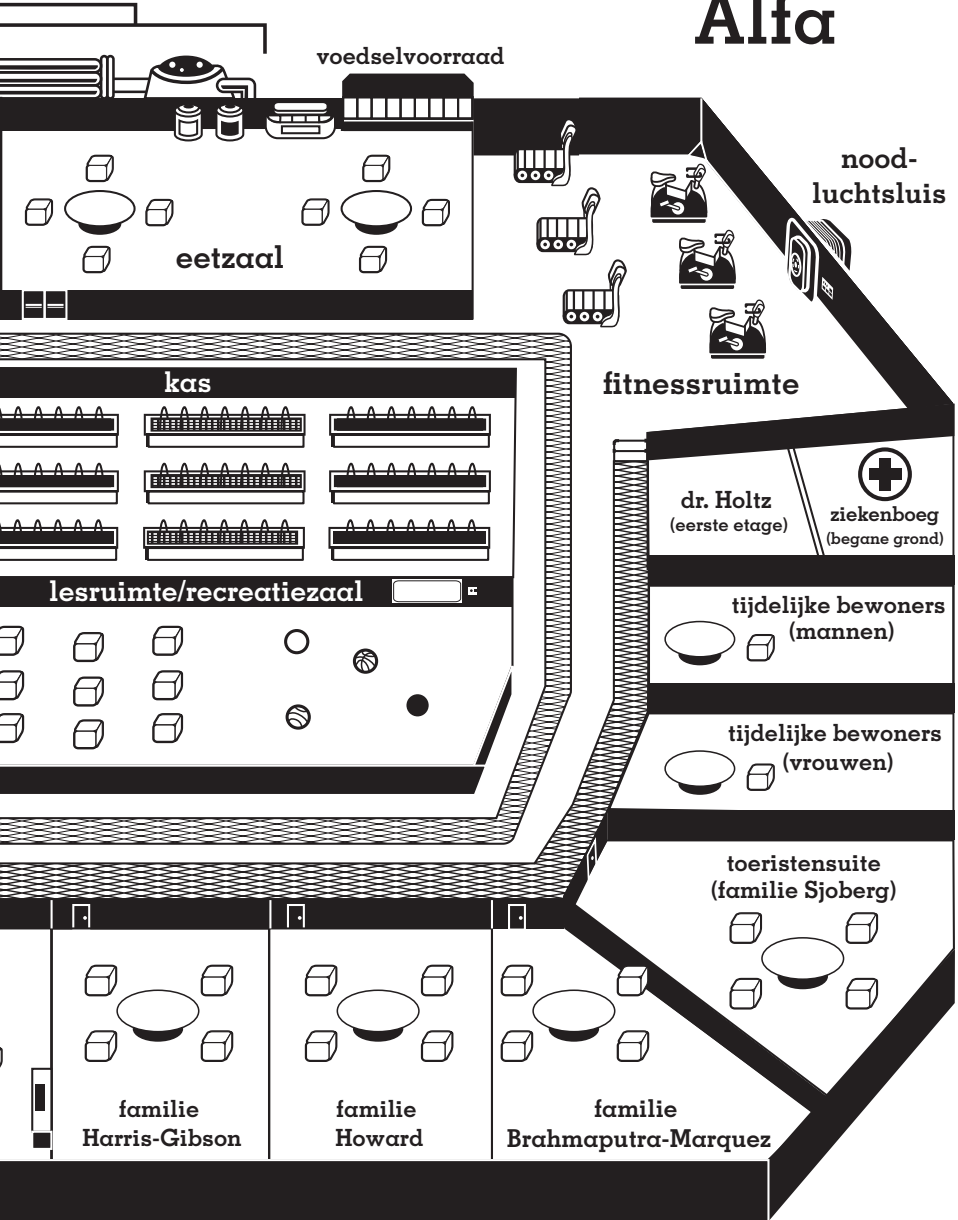 Alfa
voedselvoorraad
nood-
luchtsluis
eetzaal
kas
fitnessruimte
dr. Holtz
(eerste etage)
ziekenboeg
(begane grond)
lesruimte/recreatiezaal
tijdelijke bewoners
(mannen)
tijdelijke bewoners
(vrouwen)
toeristensuite
(familie Sjoberg)
familie
Harris-Gibson
familie
Howard
familie
Brahmaputra-Marquez